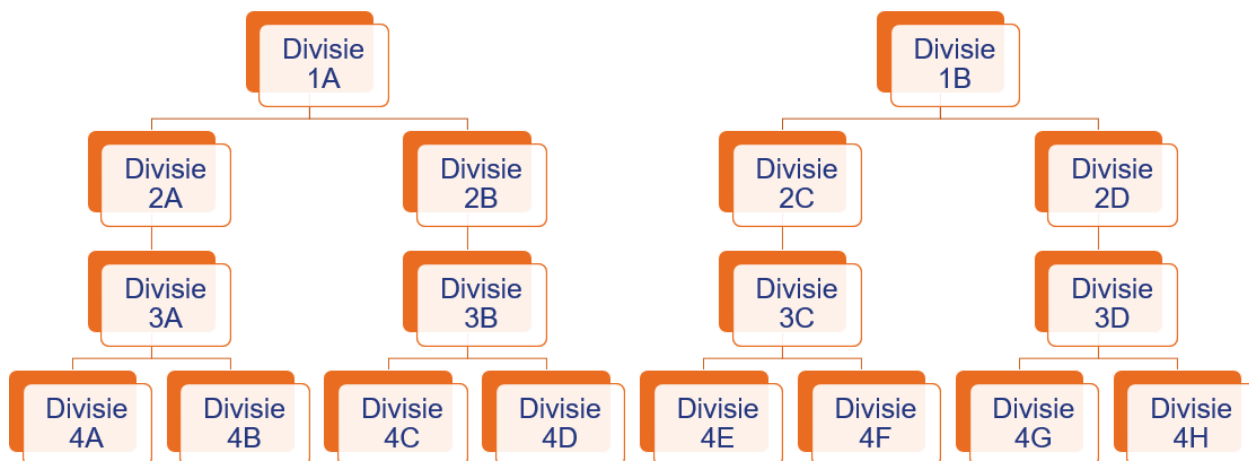 Divisie
1A
Divisie
1B
Divisie
2A
Divisie
2B
Divisie
2C
Divisie
2D
Divisie
3A
Divisie
3B
Divisie
3C
Divisie
3D
Divisie
4A
Divisie
4B
Divisie
4C
Divisie
4D
Divisie
4E
Divisie
4F
Divisie
4G
Divisie
4H